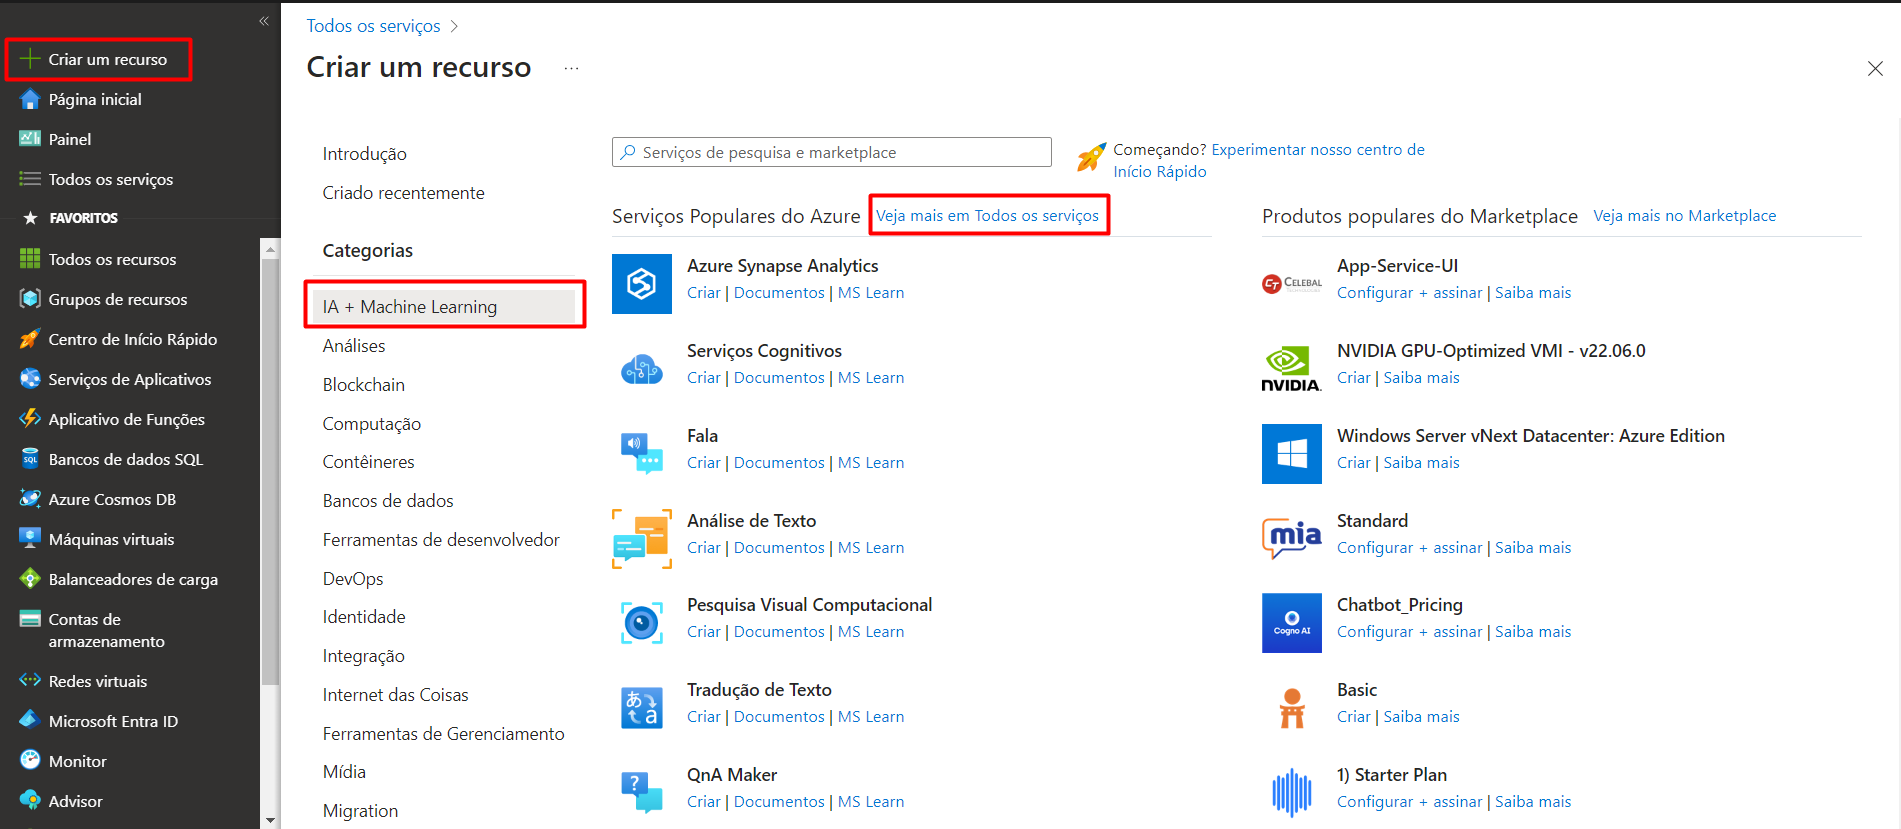 Criar um recurso
Página inicial
Painel
Todos os serviços
FAVORITOS
Todos os recursos
Grupos de recursos
Centro de Início Rápido
Serviços de Aplicativos
Aplicativo de Funções
SQL
Bancos de dados SQL
Azure Cosmos DB
Máquinas virtuais
Balanceadores de carga
Contas de
armazenamento
Redes virtuais
Microsoft Entra ID
Monitor
Advisor
Todos os serviços >
Criar um recurso ...
Introdução
Criado recentemente
Categorias
IA + Machine Learning
Análises
Blockchain
Computação
Contêineres
Bancos de dados
Ferramentas de desenvolvedor
DevOps
Identidade
Integração
Internet das Coisas
Ferramentas de Gerenciamento
Mídia
Migration
Serviços de pesquisa e marketplace
Começando? Experimentar nosso centro de
Início Rápido
Serviços Populares do Azure Veja mais em Todos os serviços
Azure Synapse Analytics
Criar | Documentos | MS Learn
Serviços Cognitivos
Criar | Documentos | MS Learn
Fala
Criar | Documentos | MS Learn
Análise de Texto
Criar | Documentos | MS Learn
Pesquisa Visual Computacional
Criar | Documentos | MS Learn
あ a
Tradução de Texto
Criar | Documentos | MS Learn
?
QnA Maker
Criar | Documentos | MS Learn
Produtos populares do Marketplace Veja mais no Marketplace
CT CELEBAL
App-Service-UI
Configurar + assinar | Saiba mais
NVIDIA.
NVIDIA GPU-Optimized VMI - v22.06.0
Criar | Saiba mais
Windows Server vNext Datacenter: Azure Edition
Criar | Saiba mais
mia
Standard
Configurar + assinar | Saiba mais
Cogno AI
Chatbot_Pricing
Configurar + assinar | Saiba mais
Basic
Criar | Saiba mais
1) Starter Plan
Configurar + assinar | Saiba mais